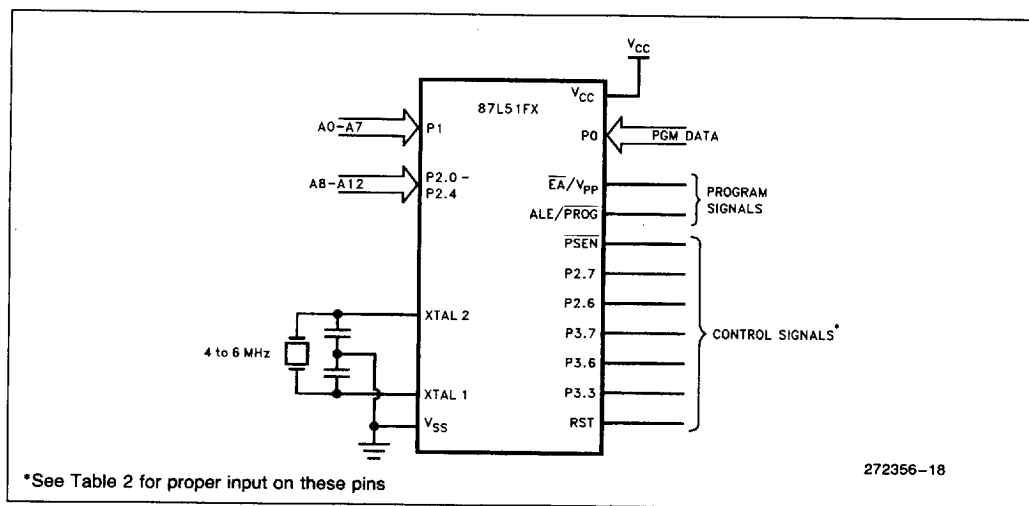 VCC
87L51FX
VCC
A0-A7
P1
P0
PGM DATA
A8-A12
P2.0-
P2.4
EA/VPP
ALE/PROG
PROGRAM
SIGNALS
PSEN
P2.7
P2.6
P3.7
P3.6
P3.3
RST
CONTROL SIGNALS*
4 to 6 MHz
XTAL 2
XTAL 1
VSS
*See Table 2 for proper input on these pins
272356-18